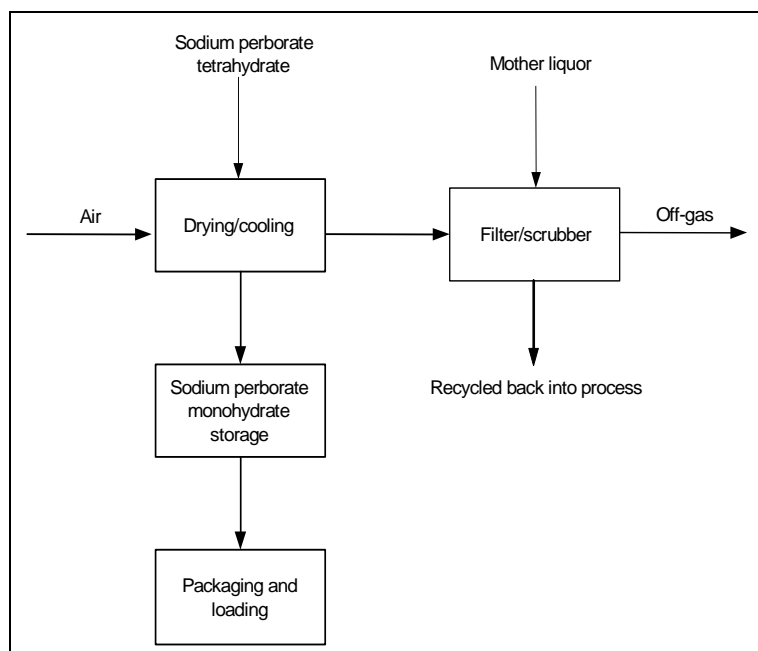 Sodium perborate
tetrahydrate
Mother liquor
Air
Drying/cooling
Filter/scrubber
Off-gas
Sodium perborate
monohydrate
storage
Recycled back into process
Packaging and
loading